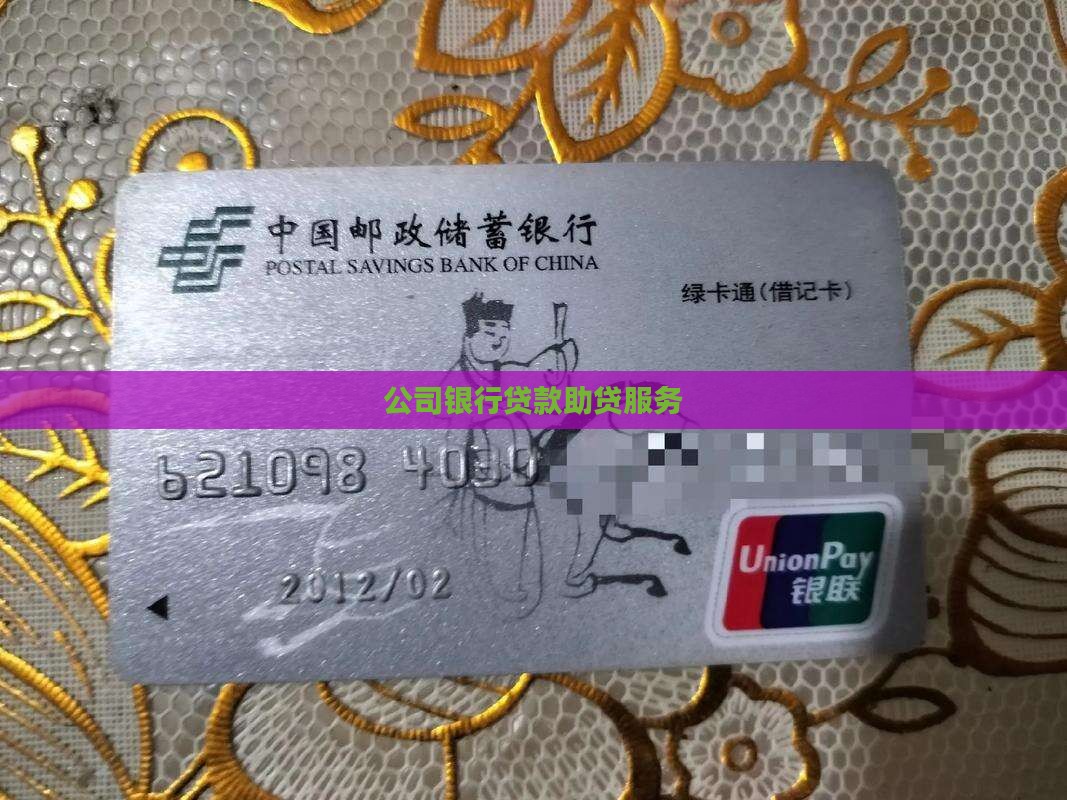 中国邮政储蓄银行
POSTAL SAVINGS BANK OF CHINA
绿卡通(借记卡)
公司银行贷款助贷服务
621098 4030
2012/02
UnionPay
银联